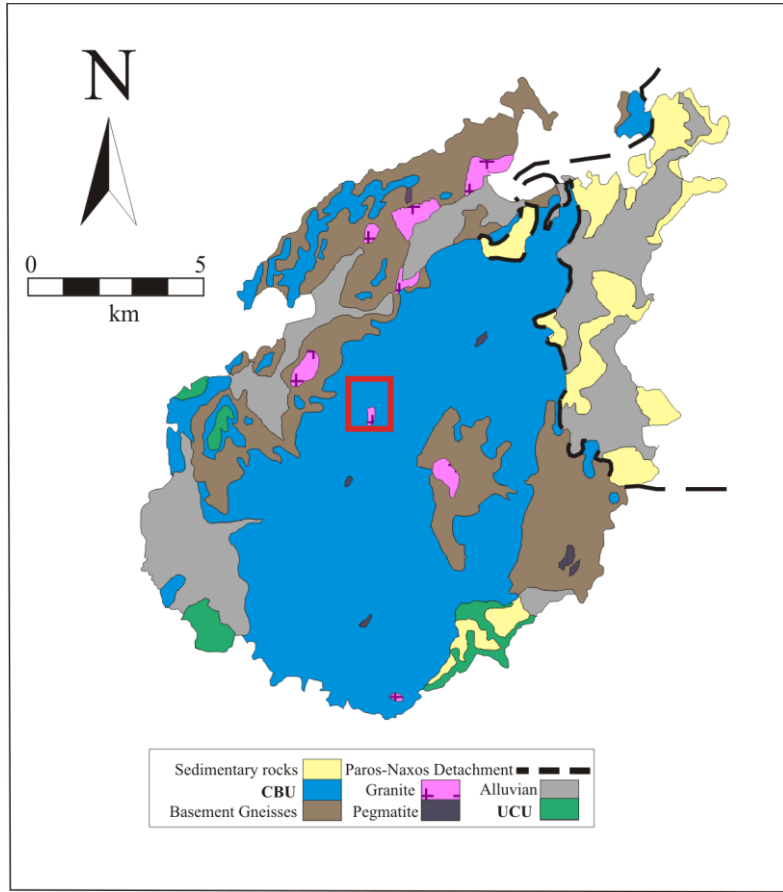 N
0 5
km
Sedimentary rocks Paros-Naxos Detachment
CBU Granite Alluvian
Basement Gneisses Pegmatite UCU